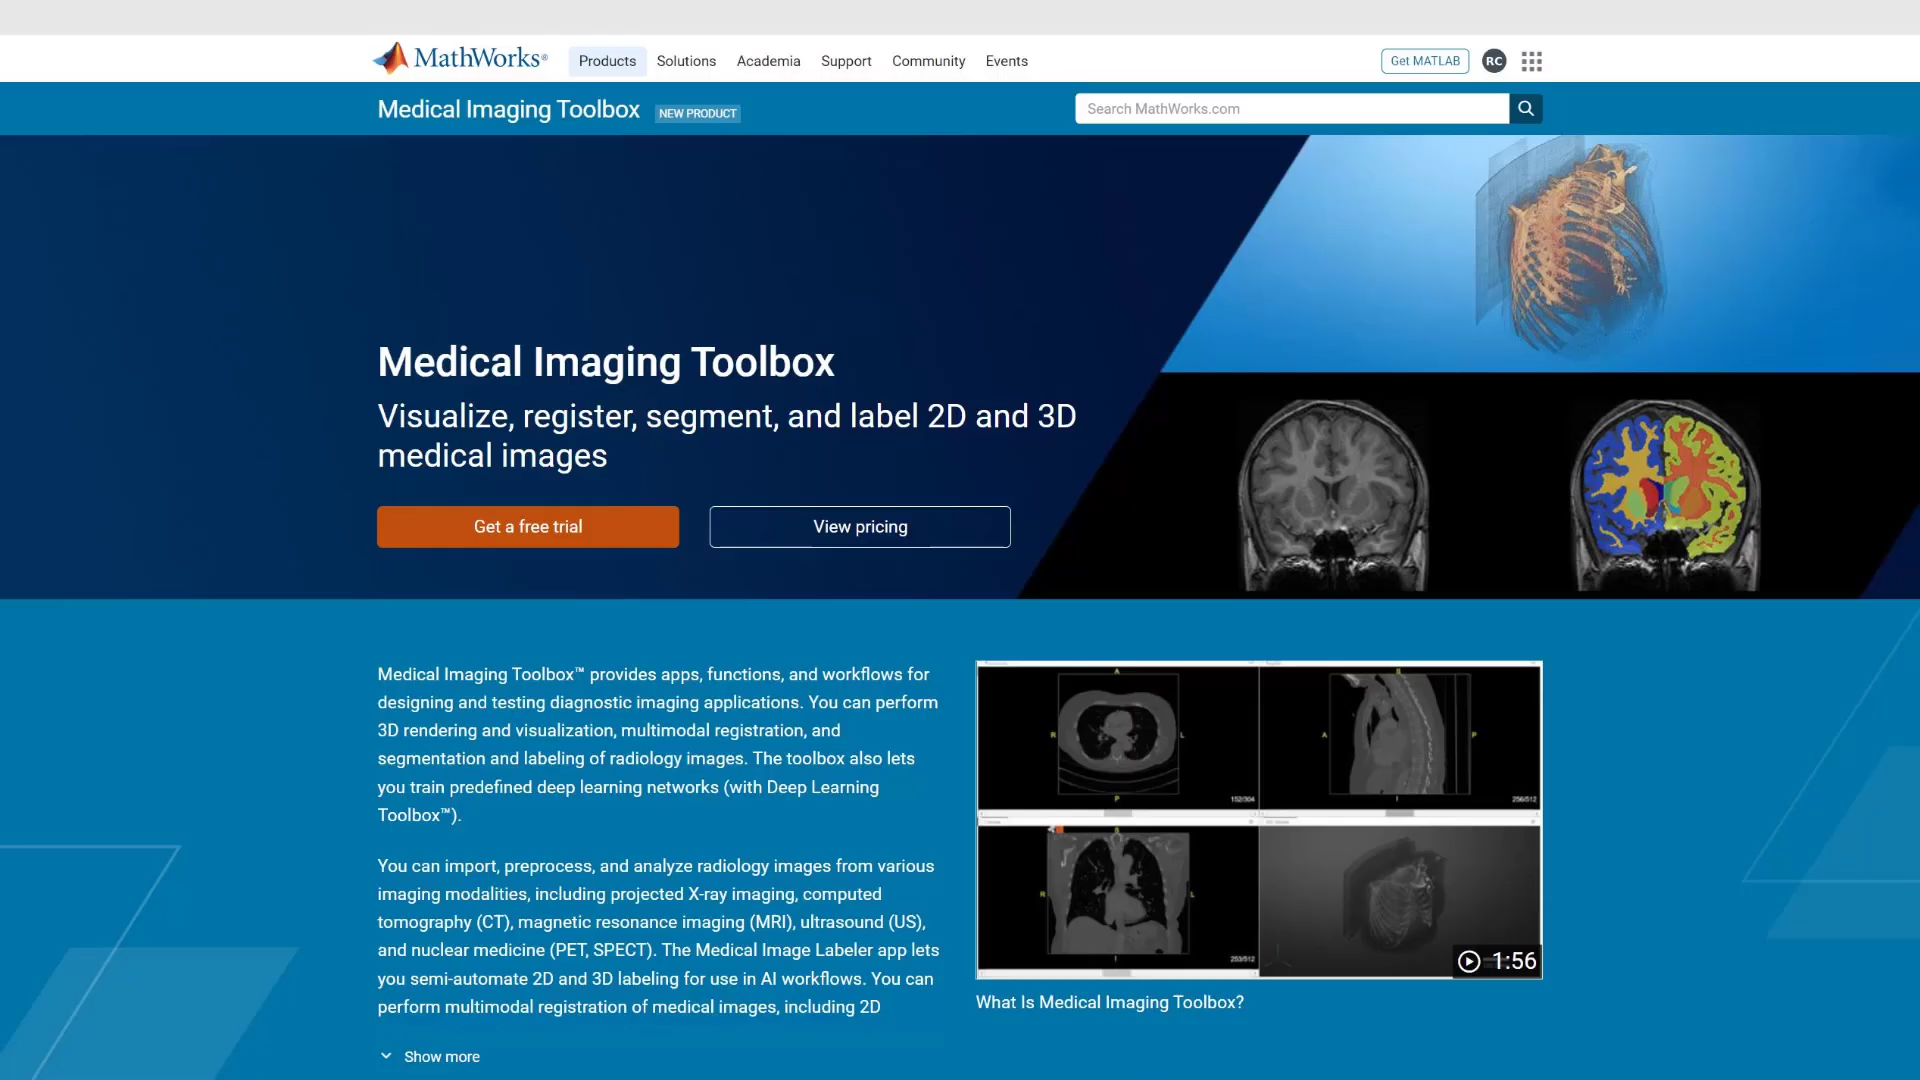 MathWorks®
Products
Solutions
Academia
Support
Community
Events
Get MATLAB
RC
Medical Imaging Toolbox
NEW PRODUCT
Search MathWorks.com
Medical Imaging Toolbox
Visualize, register, segment, and label 2D and 3D
medical images
Get a free trial
View pricing
Medical Imaging Toolbox™ provides apps, functions, and workflows for
designing and testing diagnostic imaging applications. You can perform
3D rendering and visualization, multimodal registration, and
segmentation and labeling of radiology images. The toolbox also lets
you train predefined deep learning networks (with Deep Learning
Toolbox™).
You can import, preprocess, and analyze radiology images from various
imaging modalities, including projected X-ray imaging, computed
tomography (CT), magnetic resonance imaging (MRI), ultrasound (US),
and nuclear medicine (PET, SPECT). The Medical Image Labeler app lets
you semi-automate 2D and 3D labeling for use in AI workflows. You can
perform multimodal registration of medical images, including 2D
Show more
A
R
L
P
152/304
A
P
I
256/512
R
L
I
253/512
1:56
What Is Medical Imaging Toolbox?